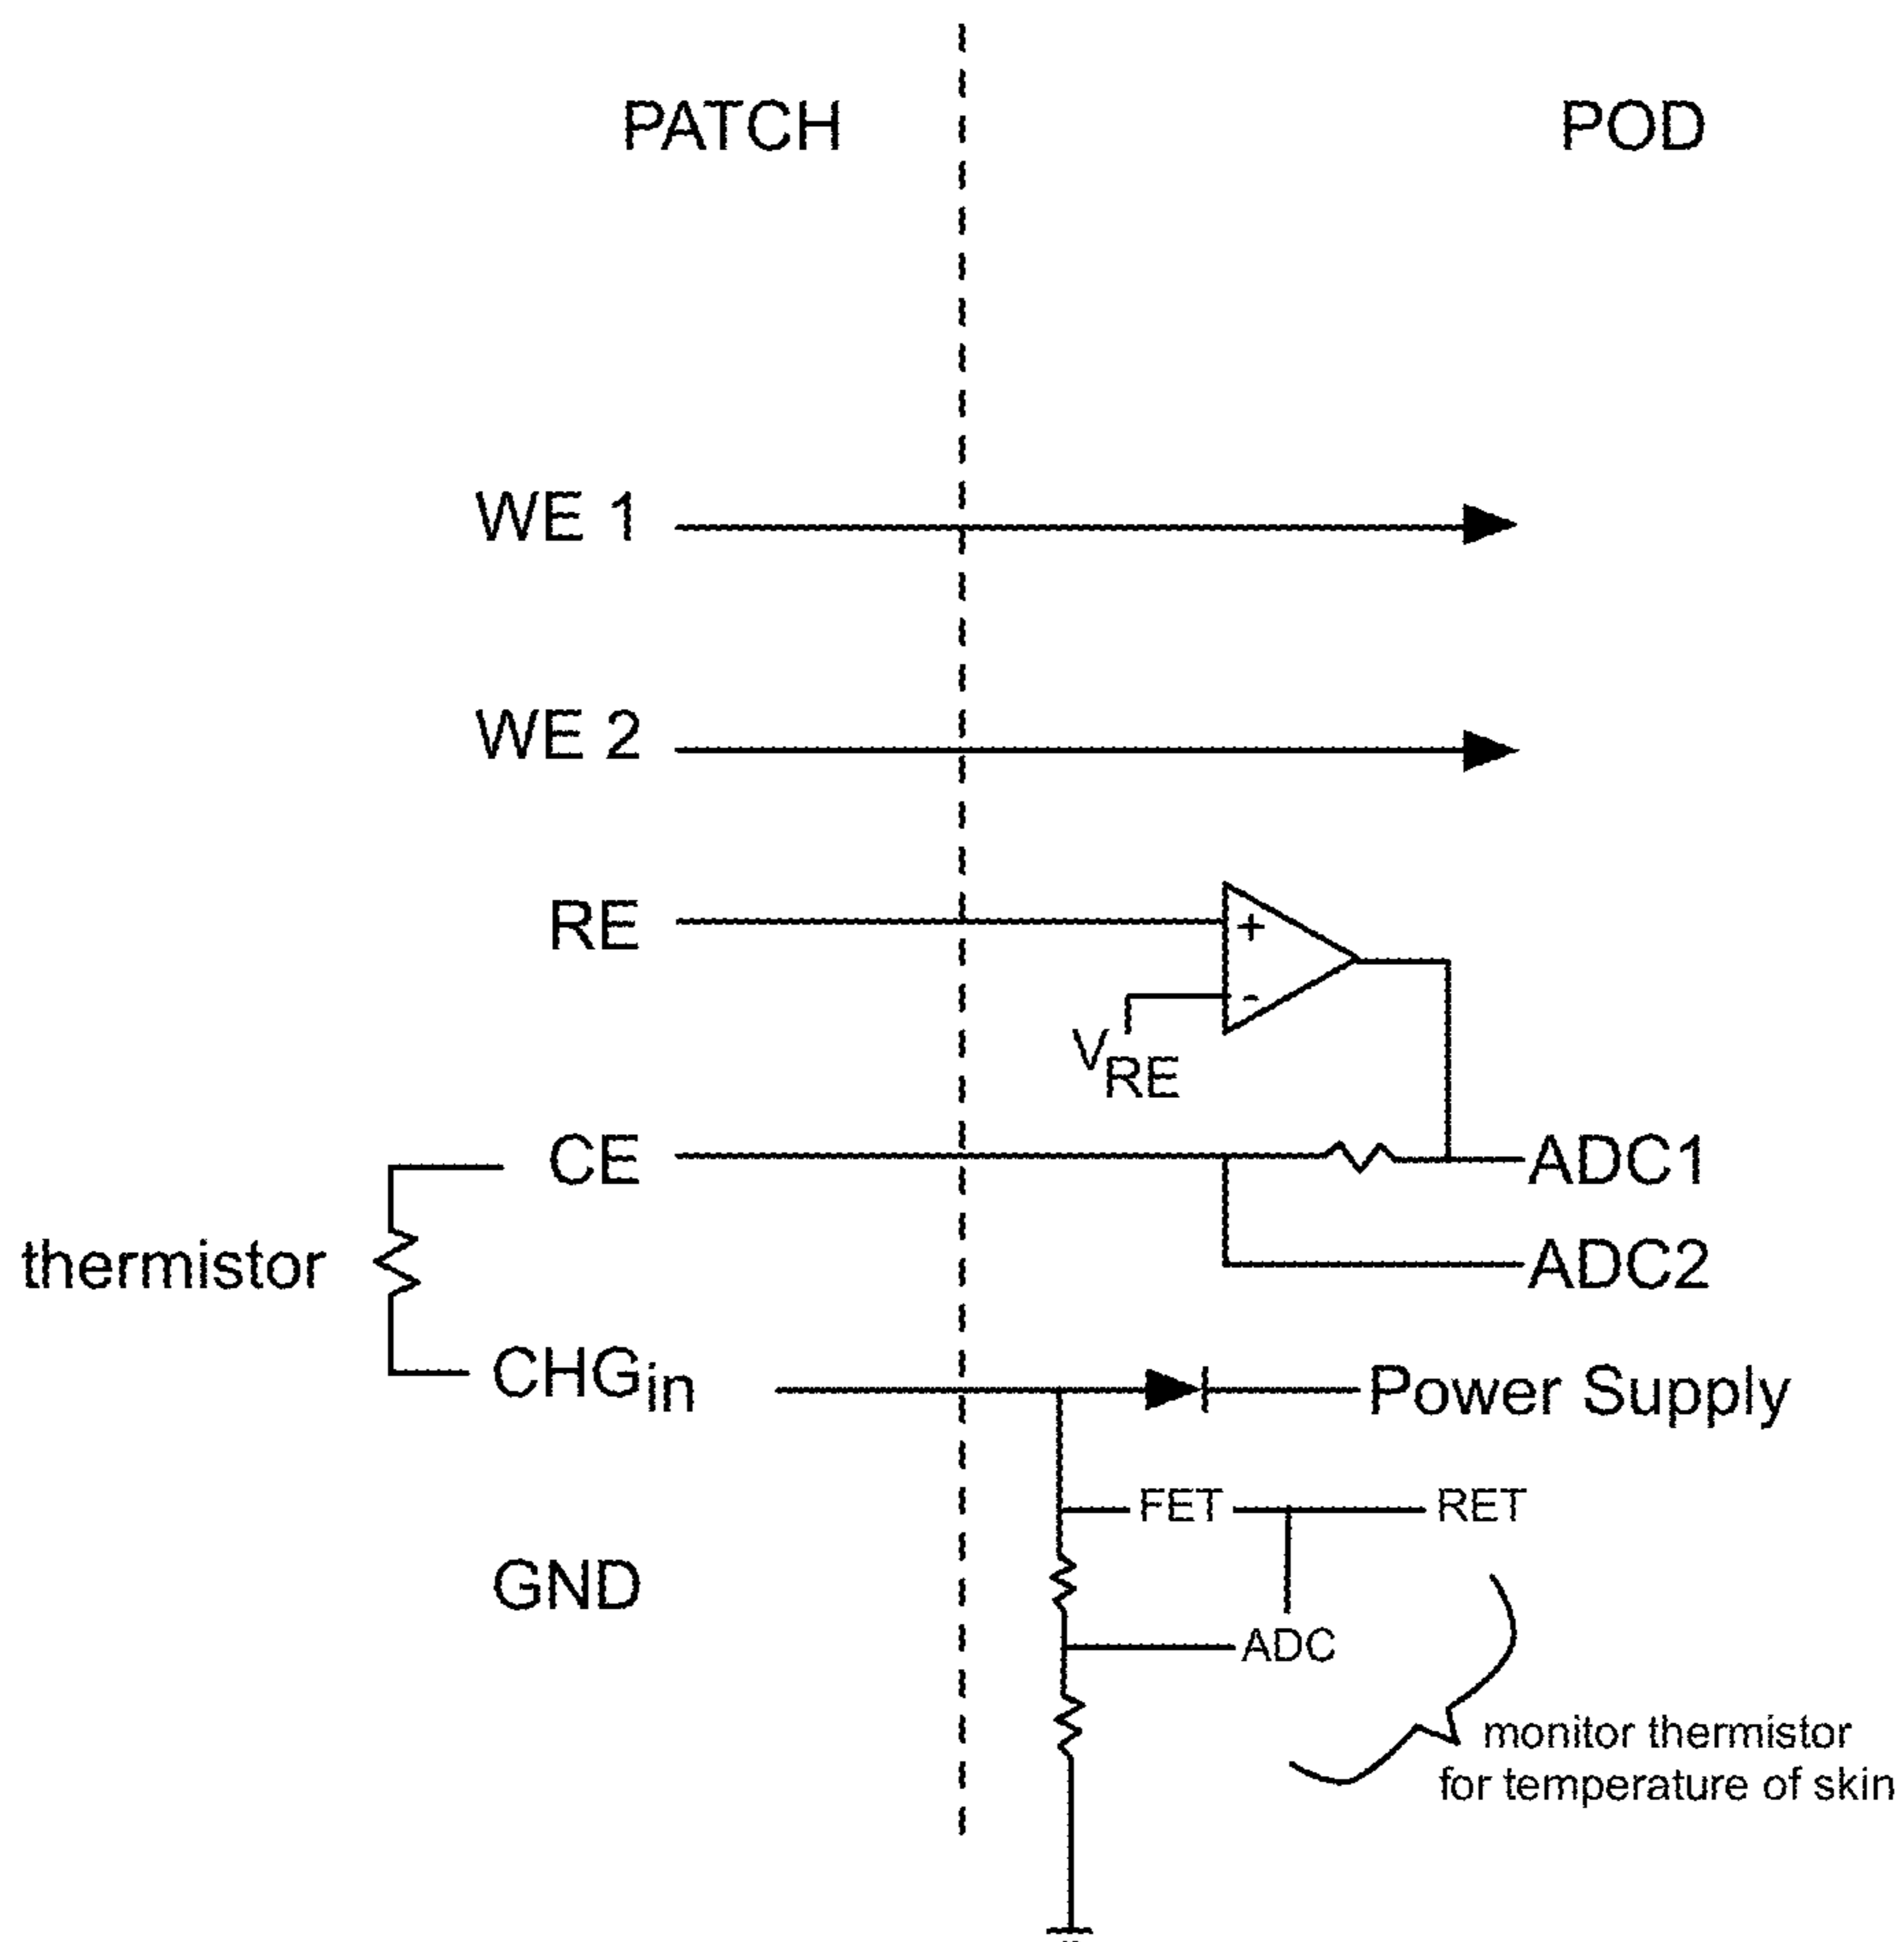 PATCH
POD
WE 1
WE 2
RE
+
-
VRE
CE
ADC1
thermistor
ADC2
CHGin
Power Supply
FET
RET
GND
ADC
monitor thermistor
for temperature of skin